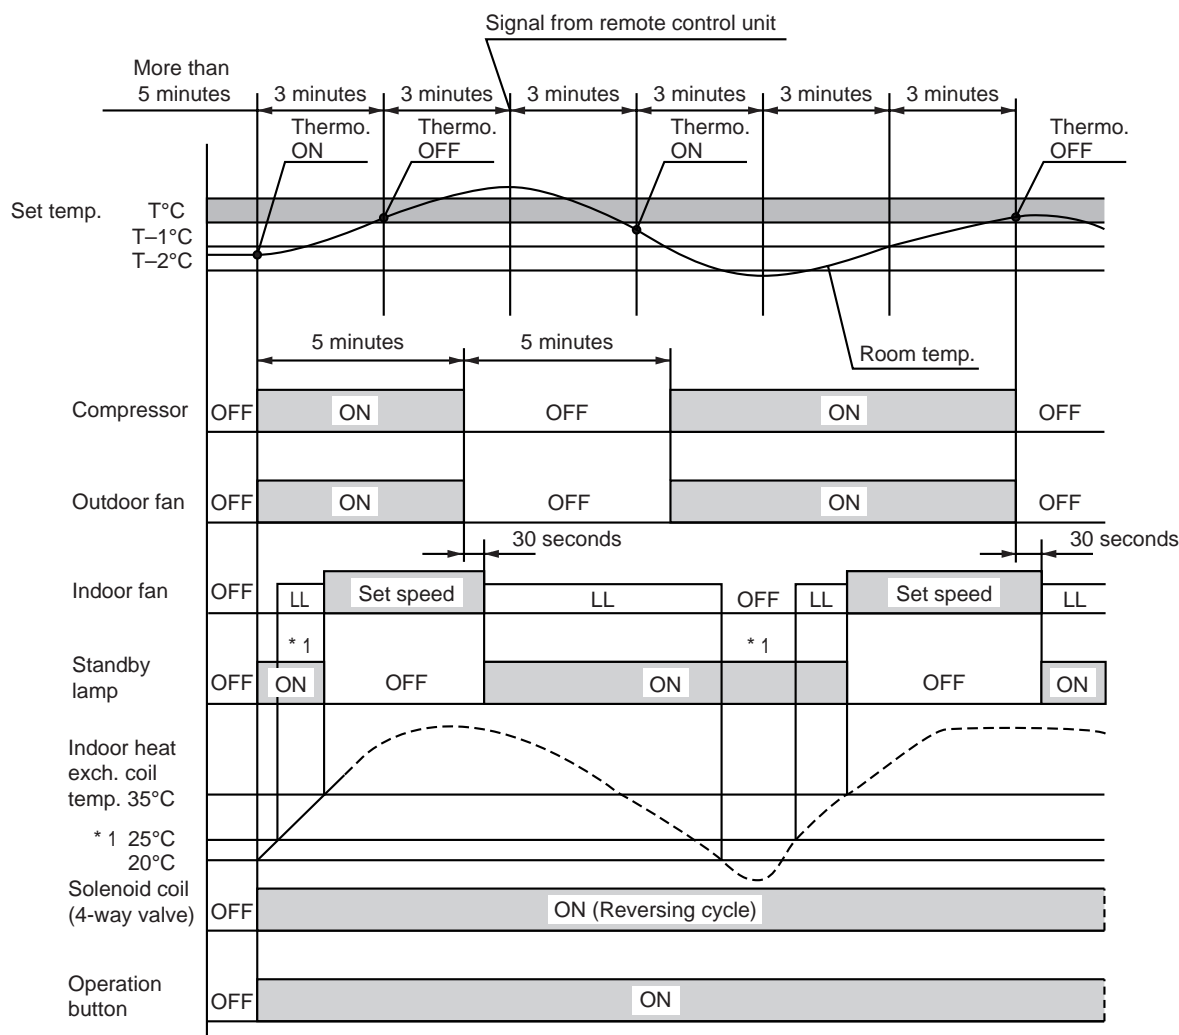 Signal from remote control unit
More than
5 minutes
3 minutes
3 minutes
3 minutes
3 minutes
3 minutes
3 minutes
Thermo.
ON
Thermo.
OFF
Thermo.
ON
Thermo.
OFF
Set temp.
T°C
T–1°C
T–2°C
5 minutes
5 minutes
Room temp.
Compressor
OFF
ON
OFF
ON
OFF
Outdoor fan
OFF
ON
OFF
ON
OFF
30 seconds
30 seconds
Indoor fan
OFF
LL
Set speed
LL
OFF
LL
Set speed
LL
* 1
* 1
Standby
lamp
OFF
ON
OFF
ON
OFF
ON
Indoor heat
exch. coil
temp. 35°C
* 1 25°C
20°C
Solenoid coil
(4-way valve)
OFF
ON (Reversing cycle)
Operation
button
OFF
ON